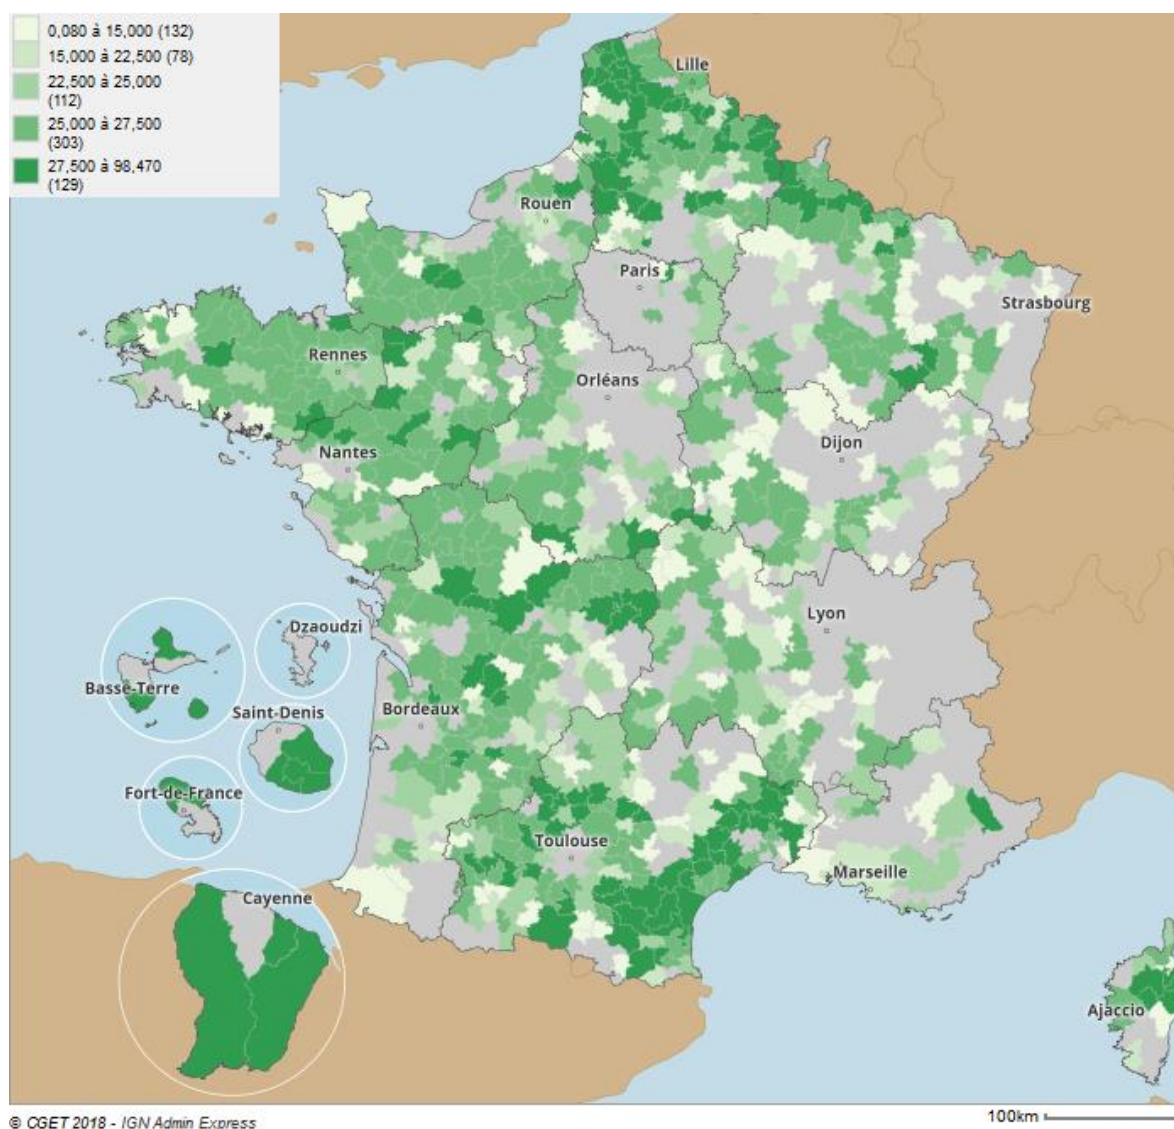 0,080 à 15,000 (132)
15,000 à 22,500 (78)
22,500 à 25,000
(112)
25,000 à 27,500
(303)
27,500 à 98,470
(129)
Lille
Rouen
Paris
Strasbourg
Rennes
Orléans
Dijon
Nantes
Lyon
Dzaoudzi
Basse-Terre
Saint-Denis
Bordeaux
Fort-de-France
Toulouse
Marseille
Cayenne
Ajaccio
© CGET 2018 - IGN Admin Express
100km